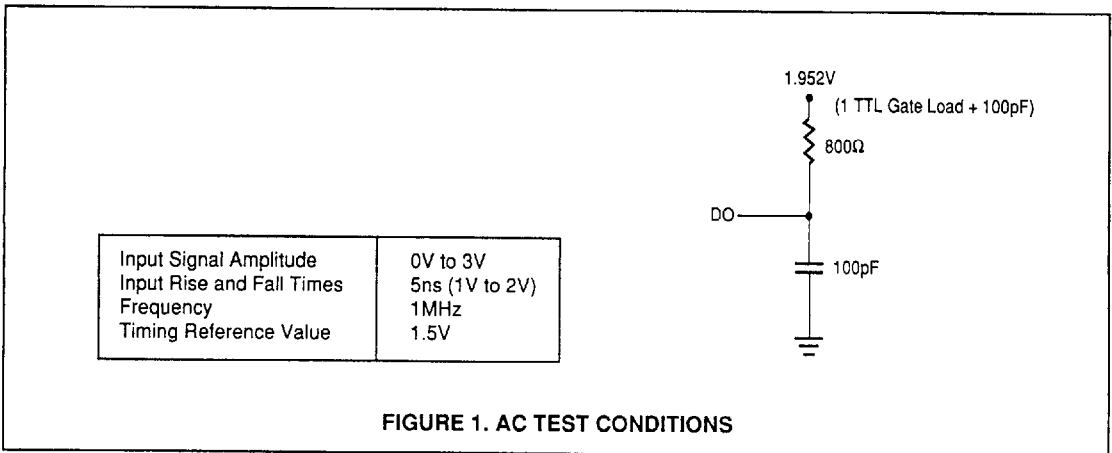 1.952V
(1 TTL Gate Load + 100pF)
800Ω
DO
100pF
Input Signal Amplitude 0V to 3V
Input Rise and Fall Times 5ns (1V to 2V)
Frequency 1MHz
Timing Reference Value 1.5V
FIGURE 1. AC TEST CONDITIONS